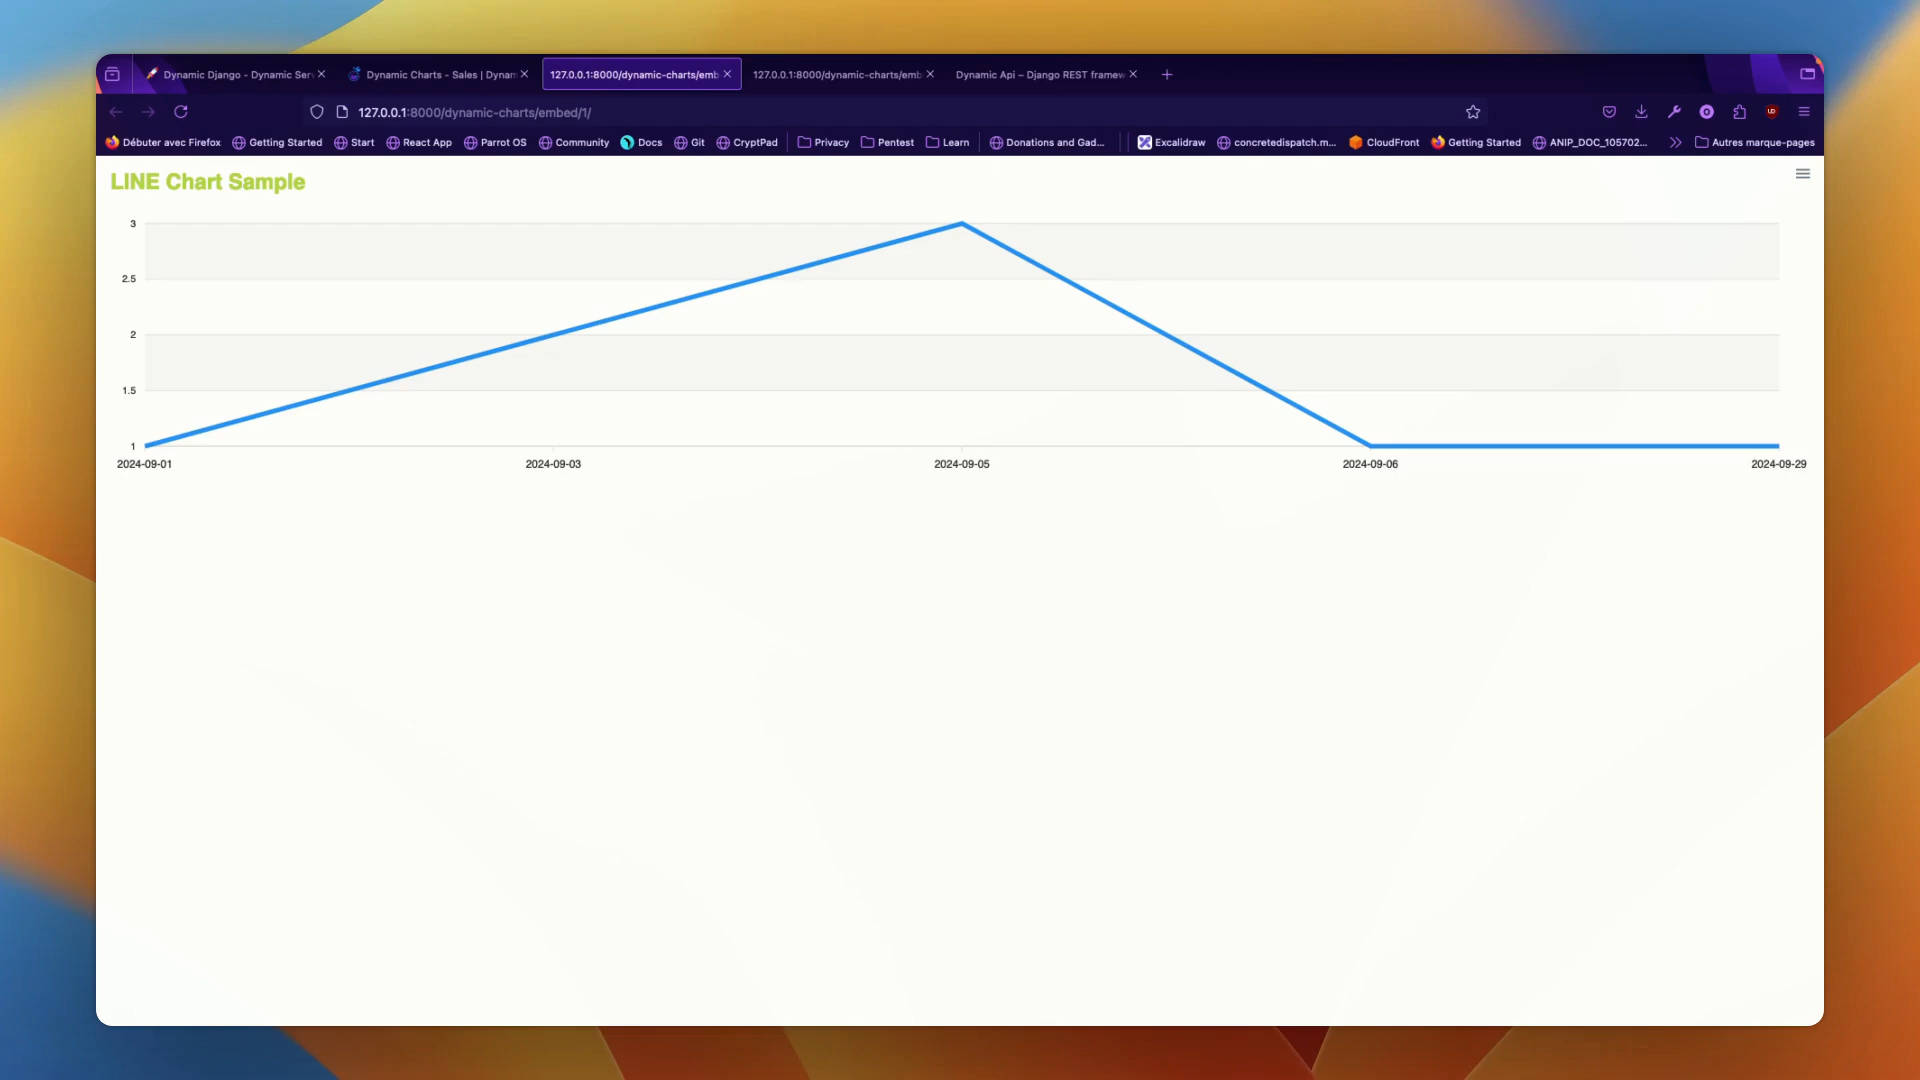 Dynamic Django - Dynamic Ser
Dynamic Charts - Sales | Dynam
127.0.0.1:8000/dynamic-charts/emb
127.0.0.1:8000/dynamic-charts/emb
Dynamic Api – Django REST framew
127.0.0.1:8000/dynamic-charts/embed/1/
Débuter avec Firefox
Getting Started
Start
React App
Parrot OS
Community
Docs
Git
CryptPad
Privacy
Pentest
Learn
Donations and Gad...
Excalidraw
concretedispatch.m...
CloudFront
Getting Started
ANIP_DOC_105702...
Autres marque-pages
LINE Chart Sample
3
2.5
2
1.5
1
2024-09-01
2024-09-03
2024-09-05
2024-09-06
2024-09-29